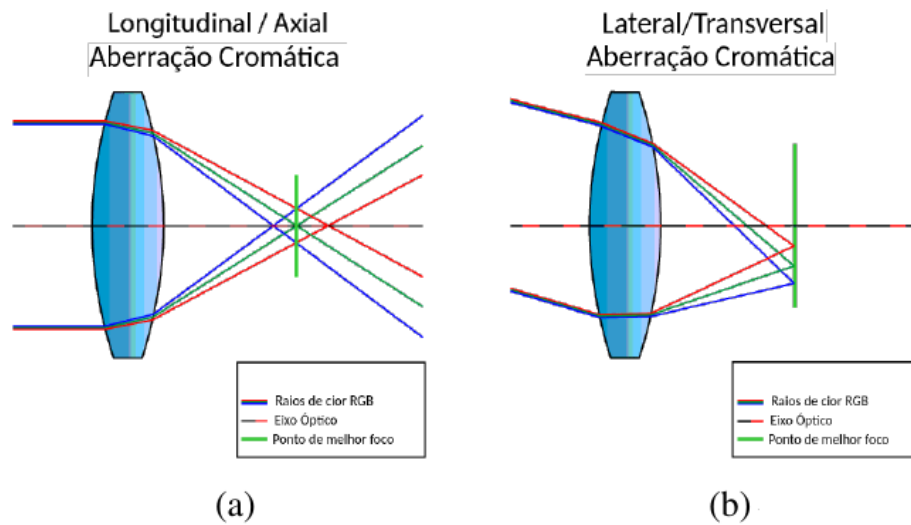 Longitudinal / Axial
Aberração Cromática
Raios de cior RGB
Eixo Óptico
Ponto de melhor foco
(a)
Lateral/Transversal
Aberração Cromática
Raios de cior RGB
Eixo Óptico
Ponto de melhor foco
(b)